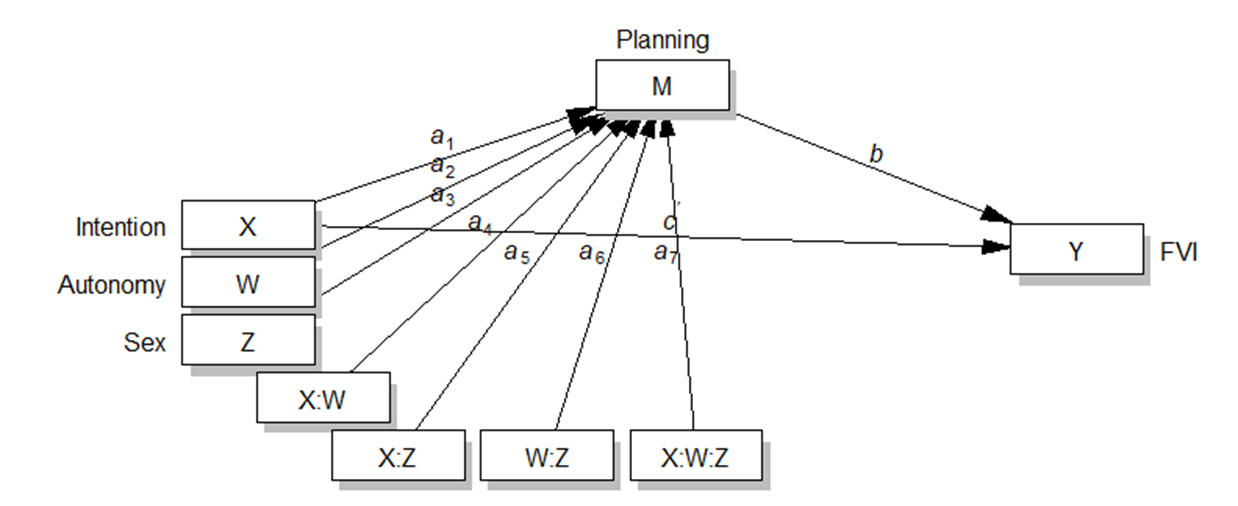 Planning
M
a1
a2
a3
b
Intention
X
a4
c'
Y
FVI
a5
a6
a7
Autonomy
W
Sex
Z
X:W
X:Z
W:Z
X:W:Z